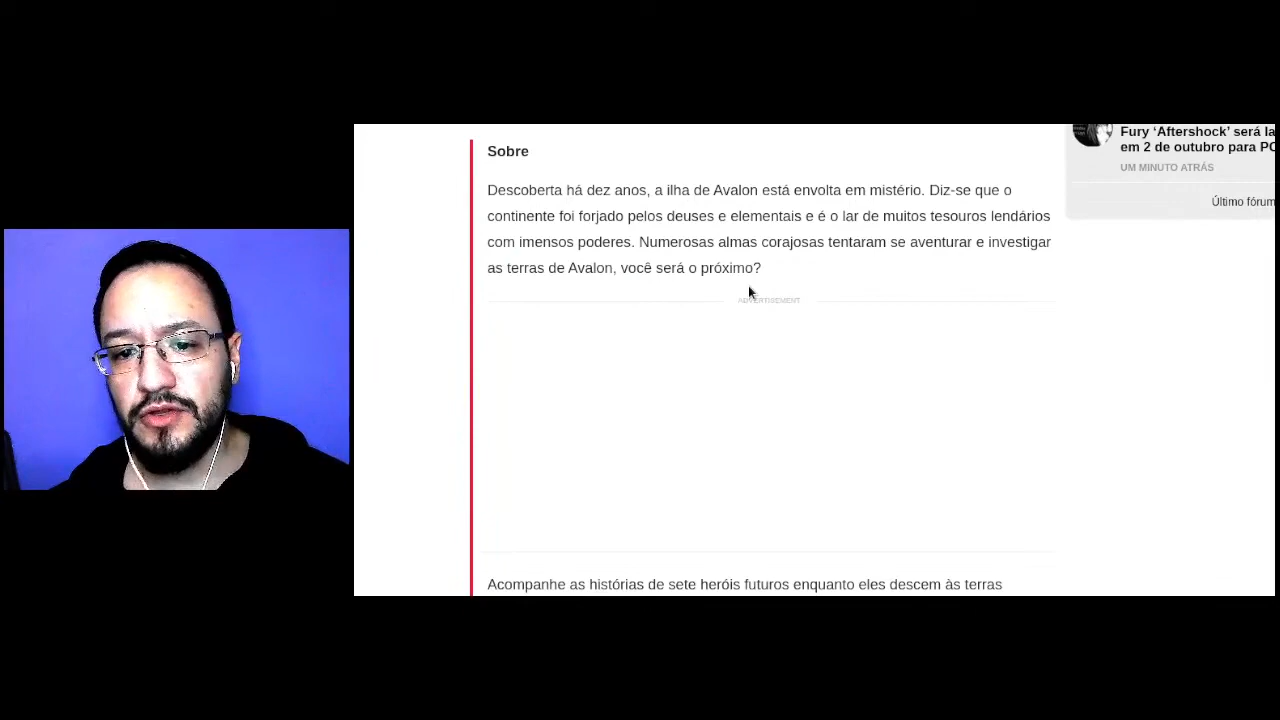 Sobre
Descoberta há dez anos, a ilha de Avalon está envolta em mistério. Diz-se que o
continente foi forjado pelos deuses e elementais e é o lar de muitos tesouros lendários
com imensos poderes. Numerosas almas corajosas tentaram se aventurar e investigar
as terras de Avalon, você será o próximo?
ADVERTISEMENT
Acompanhe as histórias de sete heróis futuros enquanto eles descem às terras
Fury ‘Aftershock’ será la
em 2 de outubro para PC
UM MINUTO ATRÁS
Último fórum